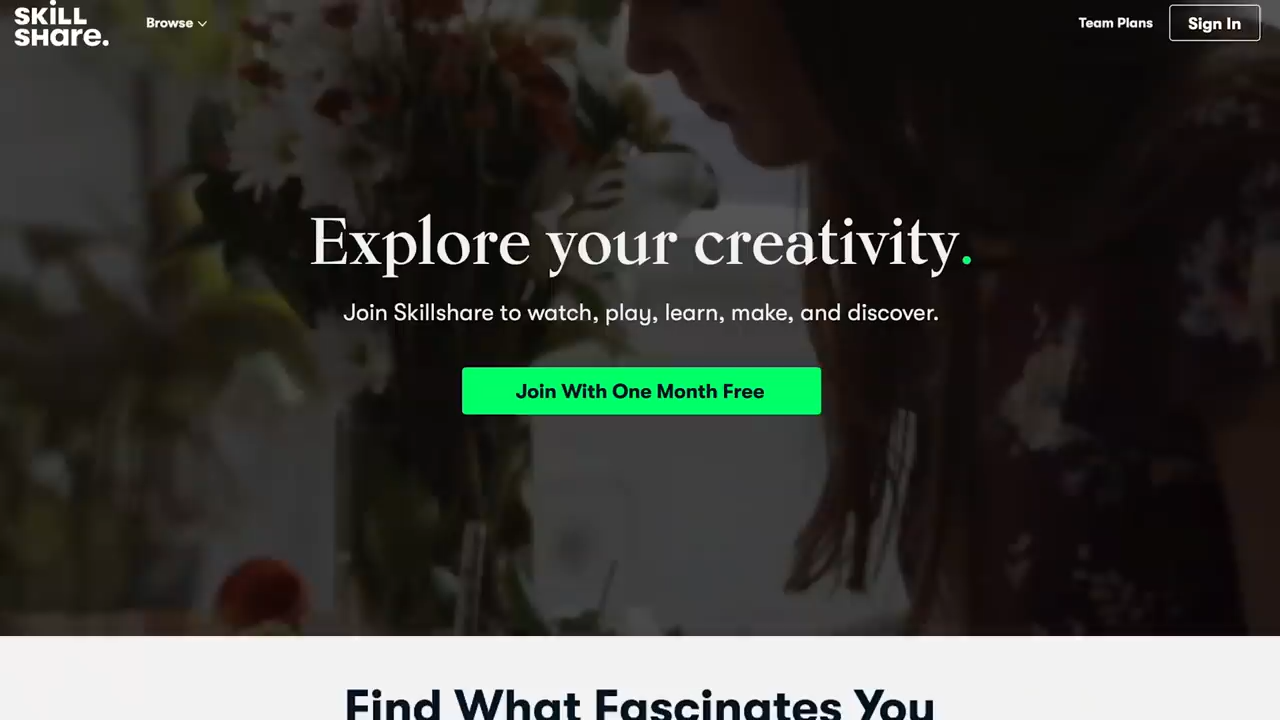 SKiLL
SHare.
Browse
Team Plans
Sign In
Explore your creativity.
Join Skillshare to watch, play, learn, make, and discover.
Join With One Month Free
Find What Fascinates You